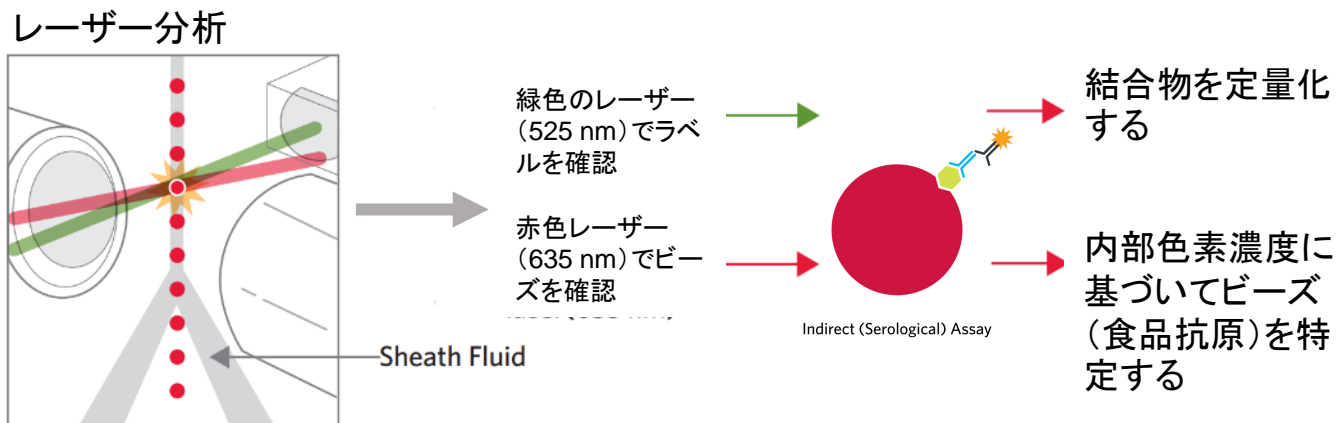 レーザー分析
緑色のレーザー
（525 nm）でラベ
ルを確認
赤色レーザー
（635 nm）でビー
ズを確認
Sheath Fluid
Indirect (Serological) Assay
結合物を定量化
する
内部色素濃度に
基づいてビーズ
（食品抗原）を特
定する